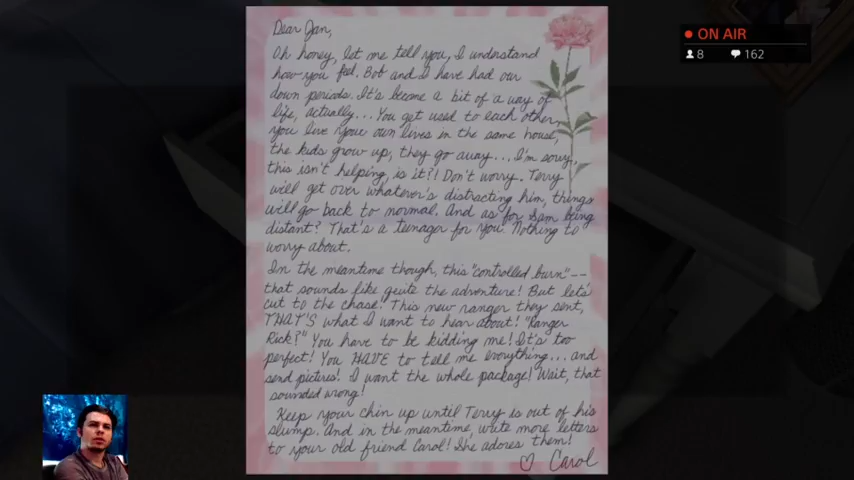 ON AIR
8 162
Dear Jan,
Oh honey, let me tell you, I understand
how you feel. Bob and I have had our
down periods. It's become a bit of a way of
life, actually... You get used to each other,
you live your own lives in the same house,
the kids grow up, they go away... I'm sorry,
this isn't helping, is it?! Don't worry. Terry
will get over whatever's distracting him, things
will go back to normal. And as for Sam being
distant? That's a teenager for you. Nothing to
worry about.
In the meantime though, this "controlled burn"--
that sounds like quite the adventure! But let's
cut to the chase! This new ranger they sent,
THAT'S what I want to hear about! "Ranger
Rick?" You have to be kidding me! It's too
perfect! You HAVE to tell me everything... and
send pictures! I want the whole package! Wait, that
sounded wrong!
Keep your chin up until Terry is out of his
slump. And in the meantime, write more letters
to your old friend Carol! She adores them!
♡ Carol